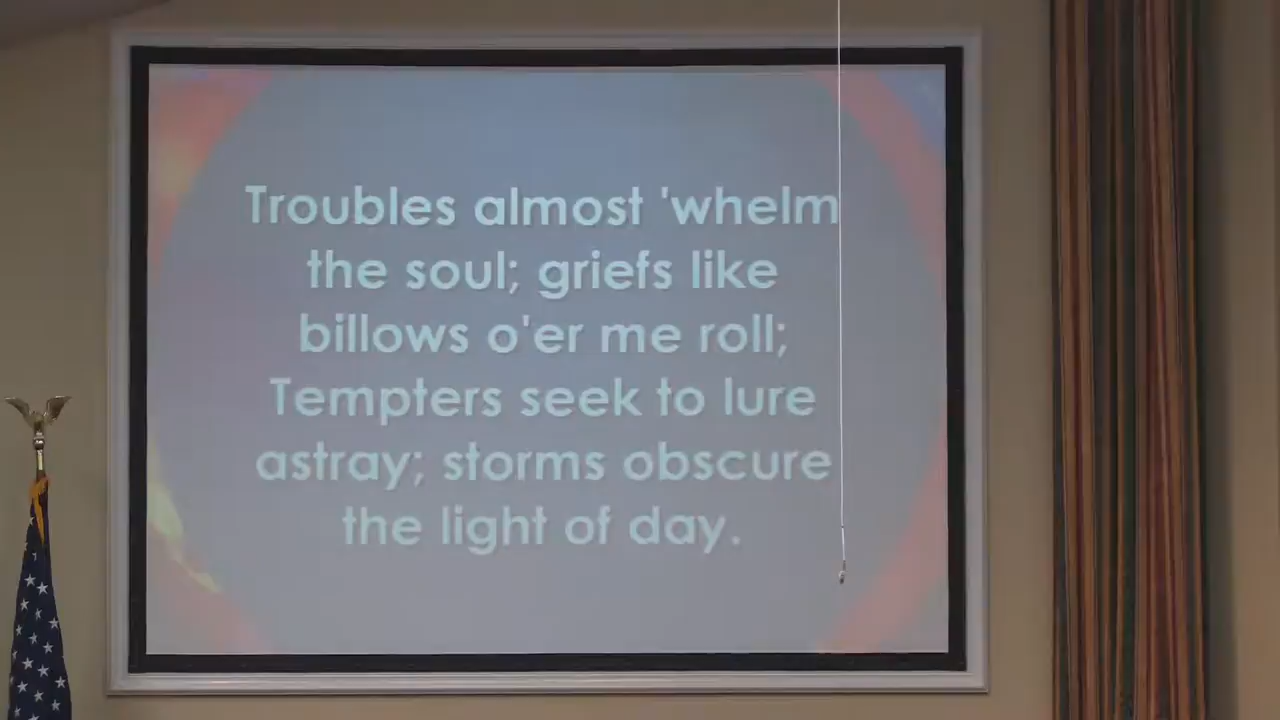 Troubles almost 'whelm
the soul; griefs like
billows o'er me roll;
Tempters seek to lure
astray; storms obscure
the light of day.